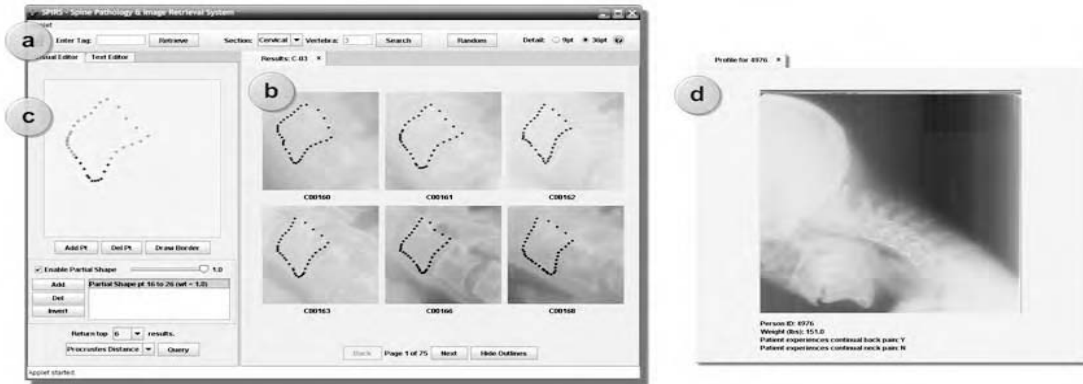 SPIRS - Spine Pathology & Image Retrieval System
Applet
a
Enter Tag:
Retrieve
Section: Cervical
Vertebra: 3
Search
Random
Detail: 9pt 36pt
Visual Editor
Text Editor
Results: C-03 ×
c
b
C00160
C00161
C00162
C00163
C00166
C00168
Add Pt
Del Pt
Draw Border
Enable Partial Shape
1.0
Add
Partial Shape pt 16 to 26 (wt = 1.0)
Del
Invert
Return top 6 results.
Procrustes Distance
Query
Back
Page 1 of 75
Next
Hide Outlines
Applet started.
Profile for 4976 ×
d
Person ID: 4976
Weight (lbs): 151.0
Patient experiences continual back pain: Y
Patient experiences continual neck pain: N